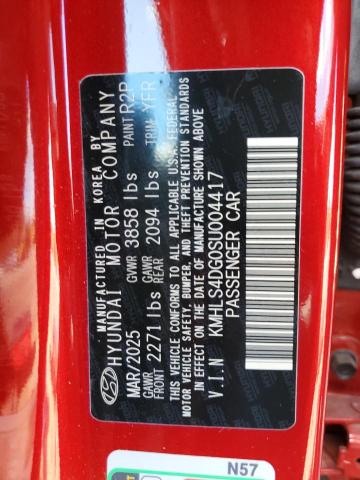 MANUFACTURED IN KOREA BY
HYUNDAI MOTOR COMPANY
MAR/2025 GVWR 3858 lbs PAINT R2P
GAWR FRONT 2271 lbs GAWR REAR 2094 lbs TRIM YFR
THIS VEHICLE CONFORMS TO ALL APPLICABLE U.S.A. FEDERAL
MOTOR VEHICLE SAFETY, BUMPER, AND THEFT PREVENTION
STANDARDS IN EFFECT ON THE DATE OF MANUFACTURE SHOWN ABOVE
V.I.N KMHLS4DG0SU004417
PASSENGER CAR
N57